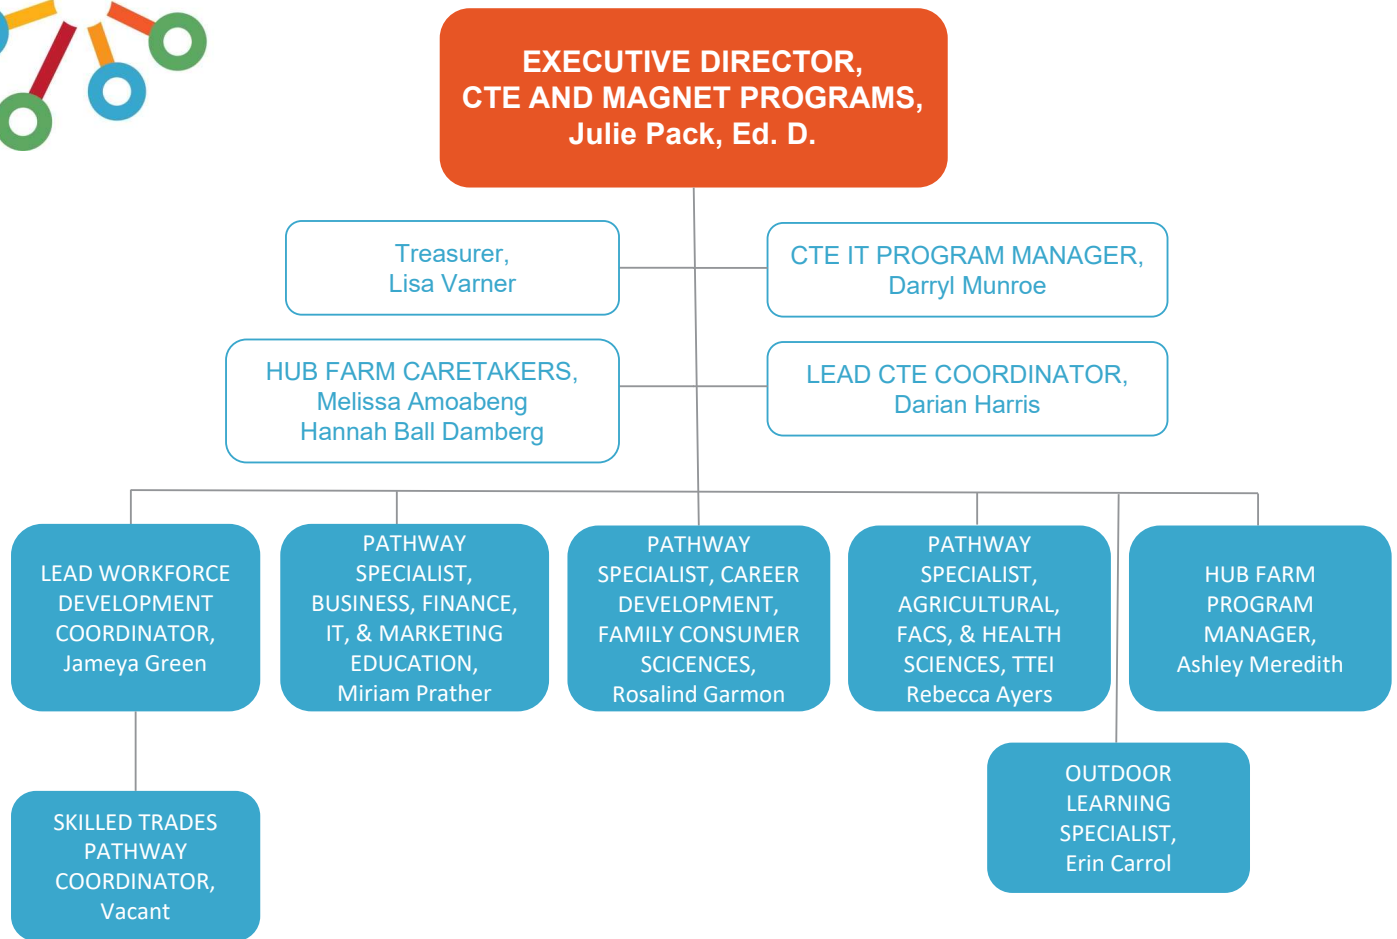 EXECUTIVE DIRECTOR,
CTE AND MAGNET PROGRAMS,
Julie Pack, Ed. D.
Treasurer,
Lisa Varner
CTE IT PROGRAM MANAGER,
Darryl Munroe
HUB FARM CARETAKERS,
Melissa Amoabeng
Hannah Ball Damberg
LEAD CTE COORDINATOR,
Darian Harris
LEAD WORKFORCE
DEVELOPMENT
COORDINATOR,
Jameya Green
PATHWAY
SPECIALIST,
BUSINESS, FINANCE,
IT, & MARKETING
EDUCATION,
Miriam Prather
PATHWAY
SPECIALIST, CAREER
DEVELOPMENT,
FAMILY CONSUMER
SCICENCES,
Rosalind Garmon
PATHWAY
SPECIALIST,
AGRICULTURAL,
FACS, & HEALTH
SCIENCES, TTEI
Rebecca Ayers
HUB FARM
PROGRAM
MANAGER,
Ashley Meredith
OUTDOOR
LEARNING
SPECIALIST,
Erin Carrol
SKILLED TRADES
PATHWAY
COORDINATOR,
Vacant